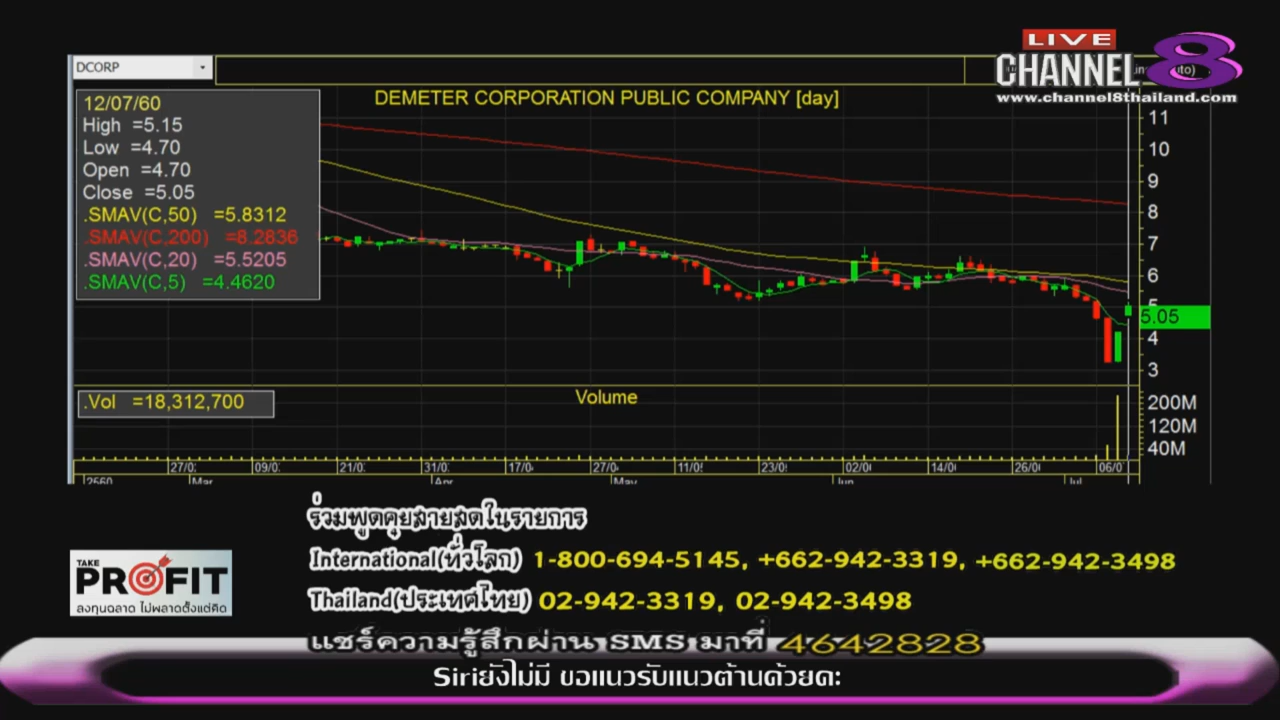 LIVE
CHANNEL 8
www.channel8thailand.com
DCORP
DEMETER CORPORATION PUBLIC COMPANY [day]
12/07/60
High =5.15
Low =4.70
Open =4.70
Close =5.05
.SMAV(C,50) =5.8312
.SMAV(C,200) =8.2836
.SMAV(C,20) =5.5205
.SMAV(C,5) =4.4620
11
10
9
8
7
6
5
5.05
4
3
.Vol =18,312,700
Volume
200M
120M
40M
27/0 09/0 21/0 31/0 17/0 27/0 11/0 23/0 02/0 14/0 26/0 06/0
2560 Mar Apr May Jun Jul
ร่วมพูดคุยสายสดในรายการ
International(ทั่วโลก) 1-800-694-5145, +662-942-3319, +662-942-3498
Thailand(ประเทศไทย) 02-942-3319, 02-942-3498
TAKE
PROFIT
ลงทุนฉลาด ไม่พลาดตั้งแต่คิด
แชร์ความรู้สึกผ่าน SMS มาที่ 4642828
Siriยังไม่มี ขอแนวรับแนวต้านด้วยคะ